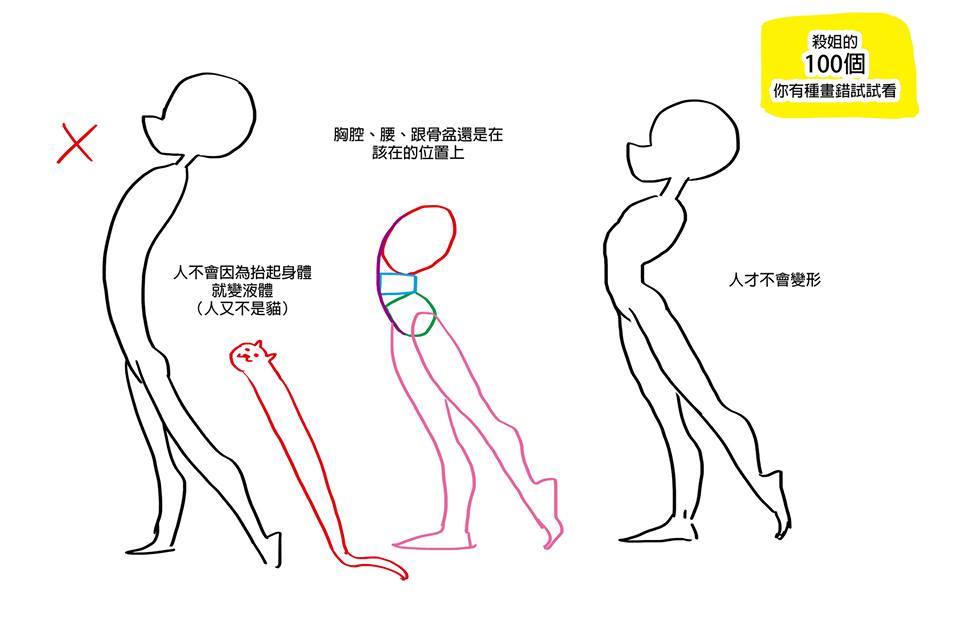 殺姐的
100個
你有種畫錯試試看
胸腔、腰、跟骨盆還是在
該在的位置上
人不會因為抬起身體
就變液體
（人又不是貓）
人才不會變形